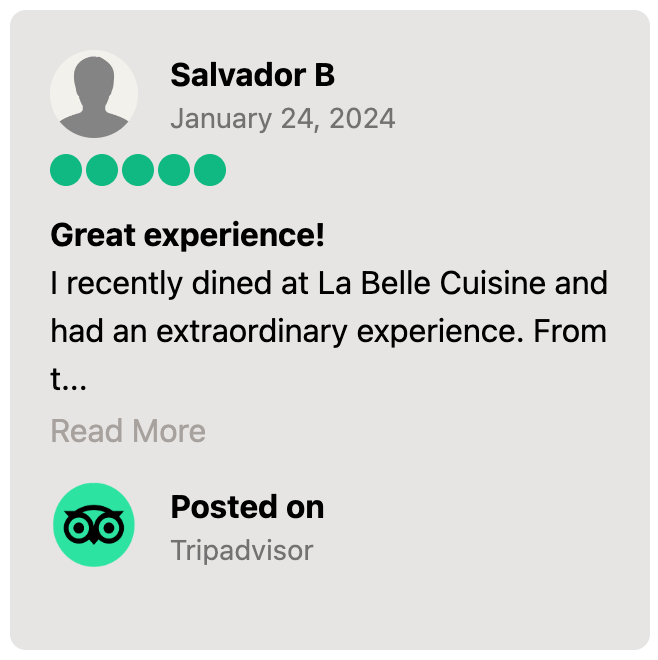 Salvador B
January 24, 2024
Great experience!
I recently dined at La Belle Cuisine and
had an extraordinary experience. From
t...
Read More
Posted on
Tripadvisor